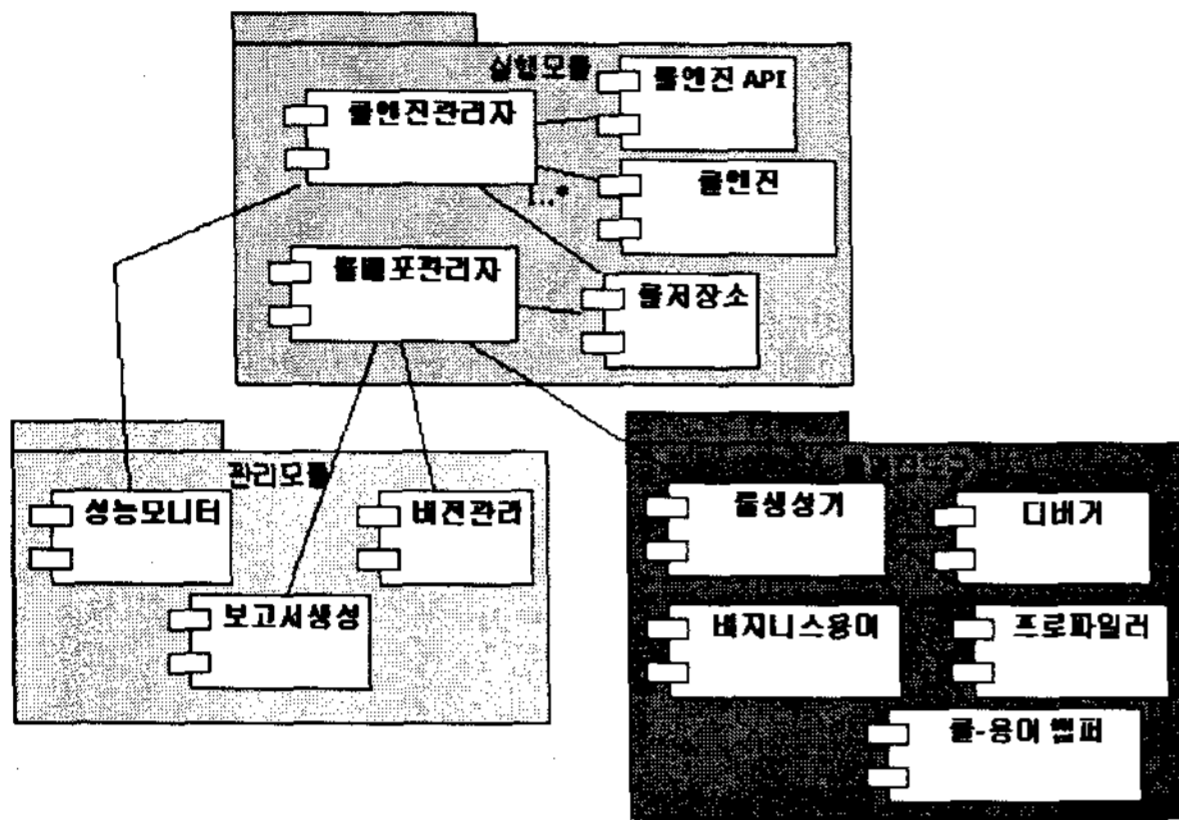 실행모듈
룰엔진 API
룰엔진관리자
룰엔진
1..*
룰배포관리자
룰저장소
관리모듈
성능모니터
버전관리
보고서생성
룰생성기
디버거
비지니스용어
프로파일러
룰-용어 맵퍼